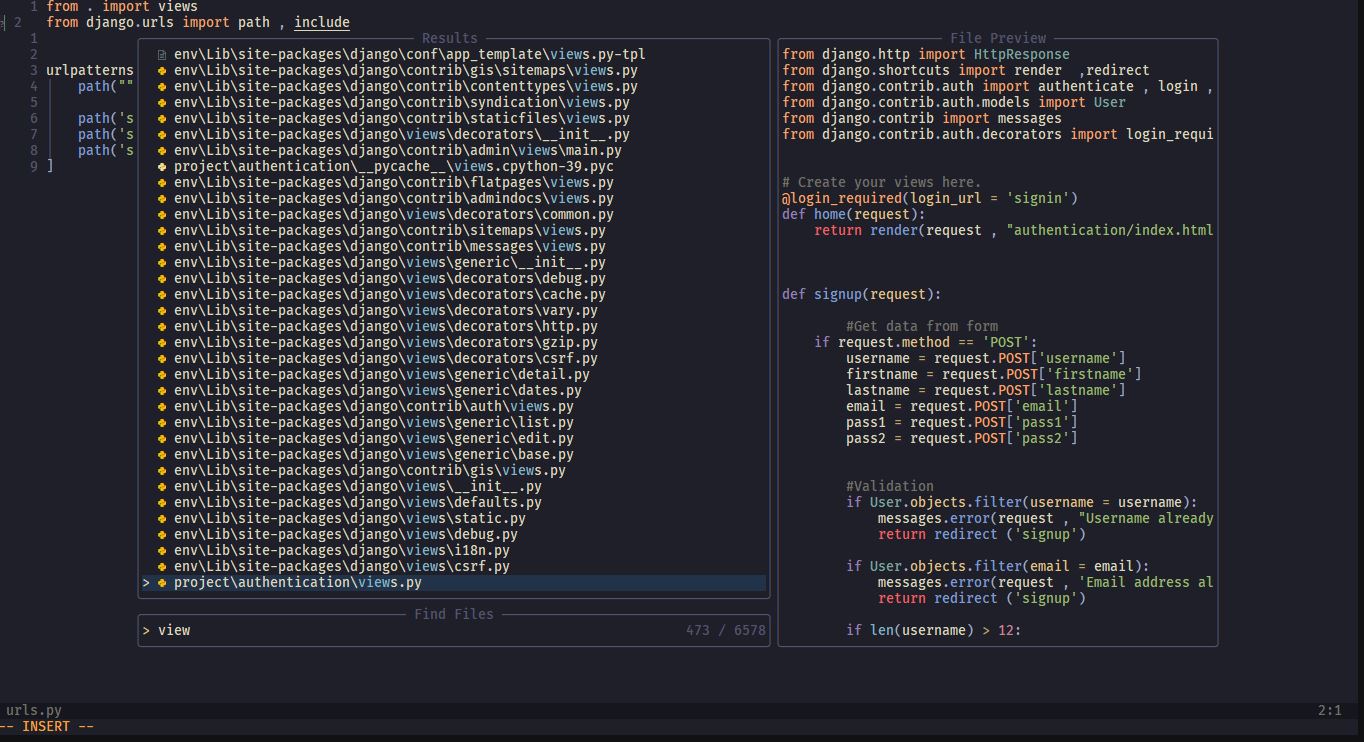 1 from . import views
2 from django.urls import path , include
1
2
3 urlpatterns
4 path(""
5
6 path('s
7 path('s
8 path('s
9 ]
Results
env\Lib\site-packages\django\conf\app_template\views.py-tpl
env\Lib\site-packages\django\contrib\gis\sitemaps\views.py
env\Lib\site-packages\django\contrib\contenttypes\views.py
env\Lib\site-packages\django\contrib\syndication\views.py
env\Lib\site-packages\django\contrib\staticfiles\views.py
env\Lib\site-packages\django\views\decorators\__init__.py
env\Lib\site-packages\django\contrib\admin\views\main.py
project\authentication\__pycache__\views.cpython-39.pyc
env\Lib\site-packages\django\contrib\flatpages\views.py
env\Lib\site-packages\django\contrib\admindocs\views.py
env\Lib\site-packages\django\views\decorators\common.py
env\Lib\site-packages\django\contrib\sitemaps\views.py
env\Lib\site-packages\django\contrib\messages\views.py
env\Lib\site-packages\django\views\generic\__init__.py
env\Lib\site-packages\django\views\decorators\debug.py
env\Lib\site-packages\django\views\decorators\cache.py
env\Lib\site-packages\django\views\decorators\vary.py
env\Lib\site-packages\django\views\decorators\http.py
env\Lib\site-packages\django\views\decorators\gzip.py
env\Lib\site-packages\django\views\decorators\csrf.py
env\Lib\site-packages\django\views\generic\detail.py
env\Lib\site-packages\django\views\generic\dates.py
env\Lib\site-packages\django\contrib\auth\views.py
env\Lib\site-packages\django\views\generic\list.py
env\Lib\site-packages\django\views\generic\edit.py
env\Lib\site-packages\django\views\generic\base.py
env\Lib\site-packages\django\contrib\gis\views.py
env\Lib\site-packages\django\views\__init__.py
env\Lib\site-packages\django\views\defaults.py
env\Lib\site-packages\django\views\static.py
env\Lib\site-packages\django\views\debug.py
env\Lib\site-packages\django\views\i18n.py
env\Lib\site-packages\django\views\csrf.py
> project\authentication\views.py
Find Files
> view 473 / 6578
File Preview
from django.http import HttpResponse
from django.shortcuts import render  ,redirect
from django.contrib.auth import authenticate , login ,
from django.contrib.auth.models import User
from django.contrib import messages
from django.contrib.auth.decorators import login_requi
# Create your views here.
@login_required(login_url = 'signin')
def home(request):
return render(request , "authentication/index.html
def signup(request):
#Get data from form
if request.method == 'POST':
username = request.POST['username']
firstname = request.POST['firstname']
lastname = request.POST['lastname']
email = request.POST['email']
pass1 = request.POST['pass1']
pass2 = request.POST['pass2']
#Validation
if User.objects.filter(username = username):
messages.error(request , "Username already
return redirect ('signup')
if User.objects.filter(email = email):
messages.error(request , 'Email address al
return redirect ('signup')
if len(username) > 12:
urls.py 2:1
-- INSERT --